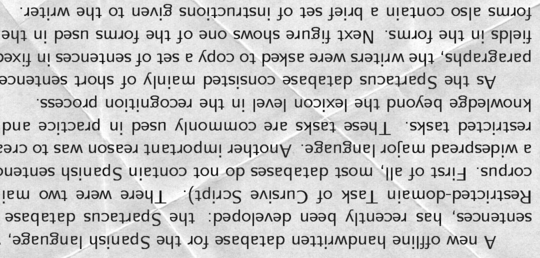 A new offline handwritten database for the Spanish language,
sentences, has recently been developed: the Spartacus database
Restricted-domain Task of Cursive Script). There were two mai
corpus. First of all, most databases do not contain Spanish sentenc
a widespread major language. Another important reason was to crea
restricted tasks. These tasks are commonly used in practice and
knowledge beyond the lexicon level in the recognition process.
As the Spartacus database consisted mainly of short sentence
paragraphs, the writers were asked to copy a set of sentences in fixed
fields in the forms. Next figure shows one of the forms used in the
forms also contain a brief set of instructions given to the writer.